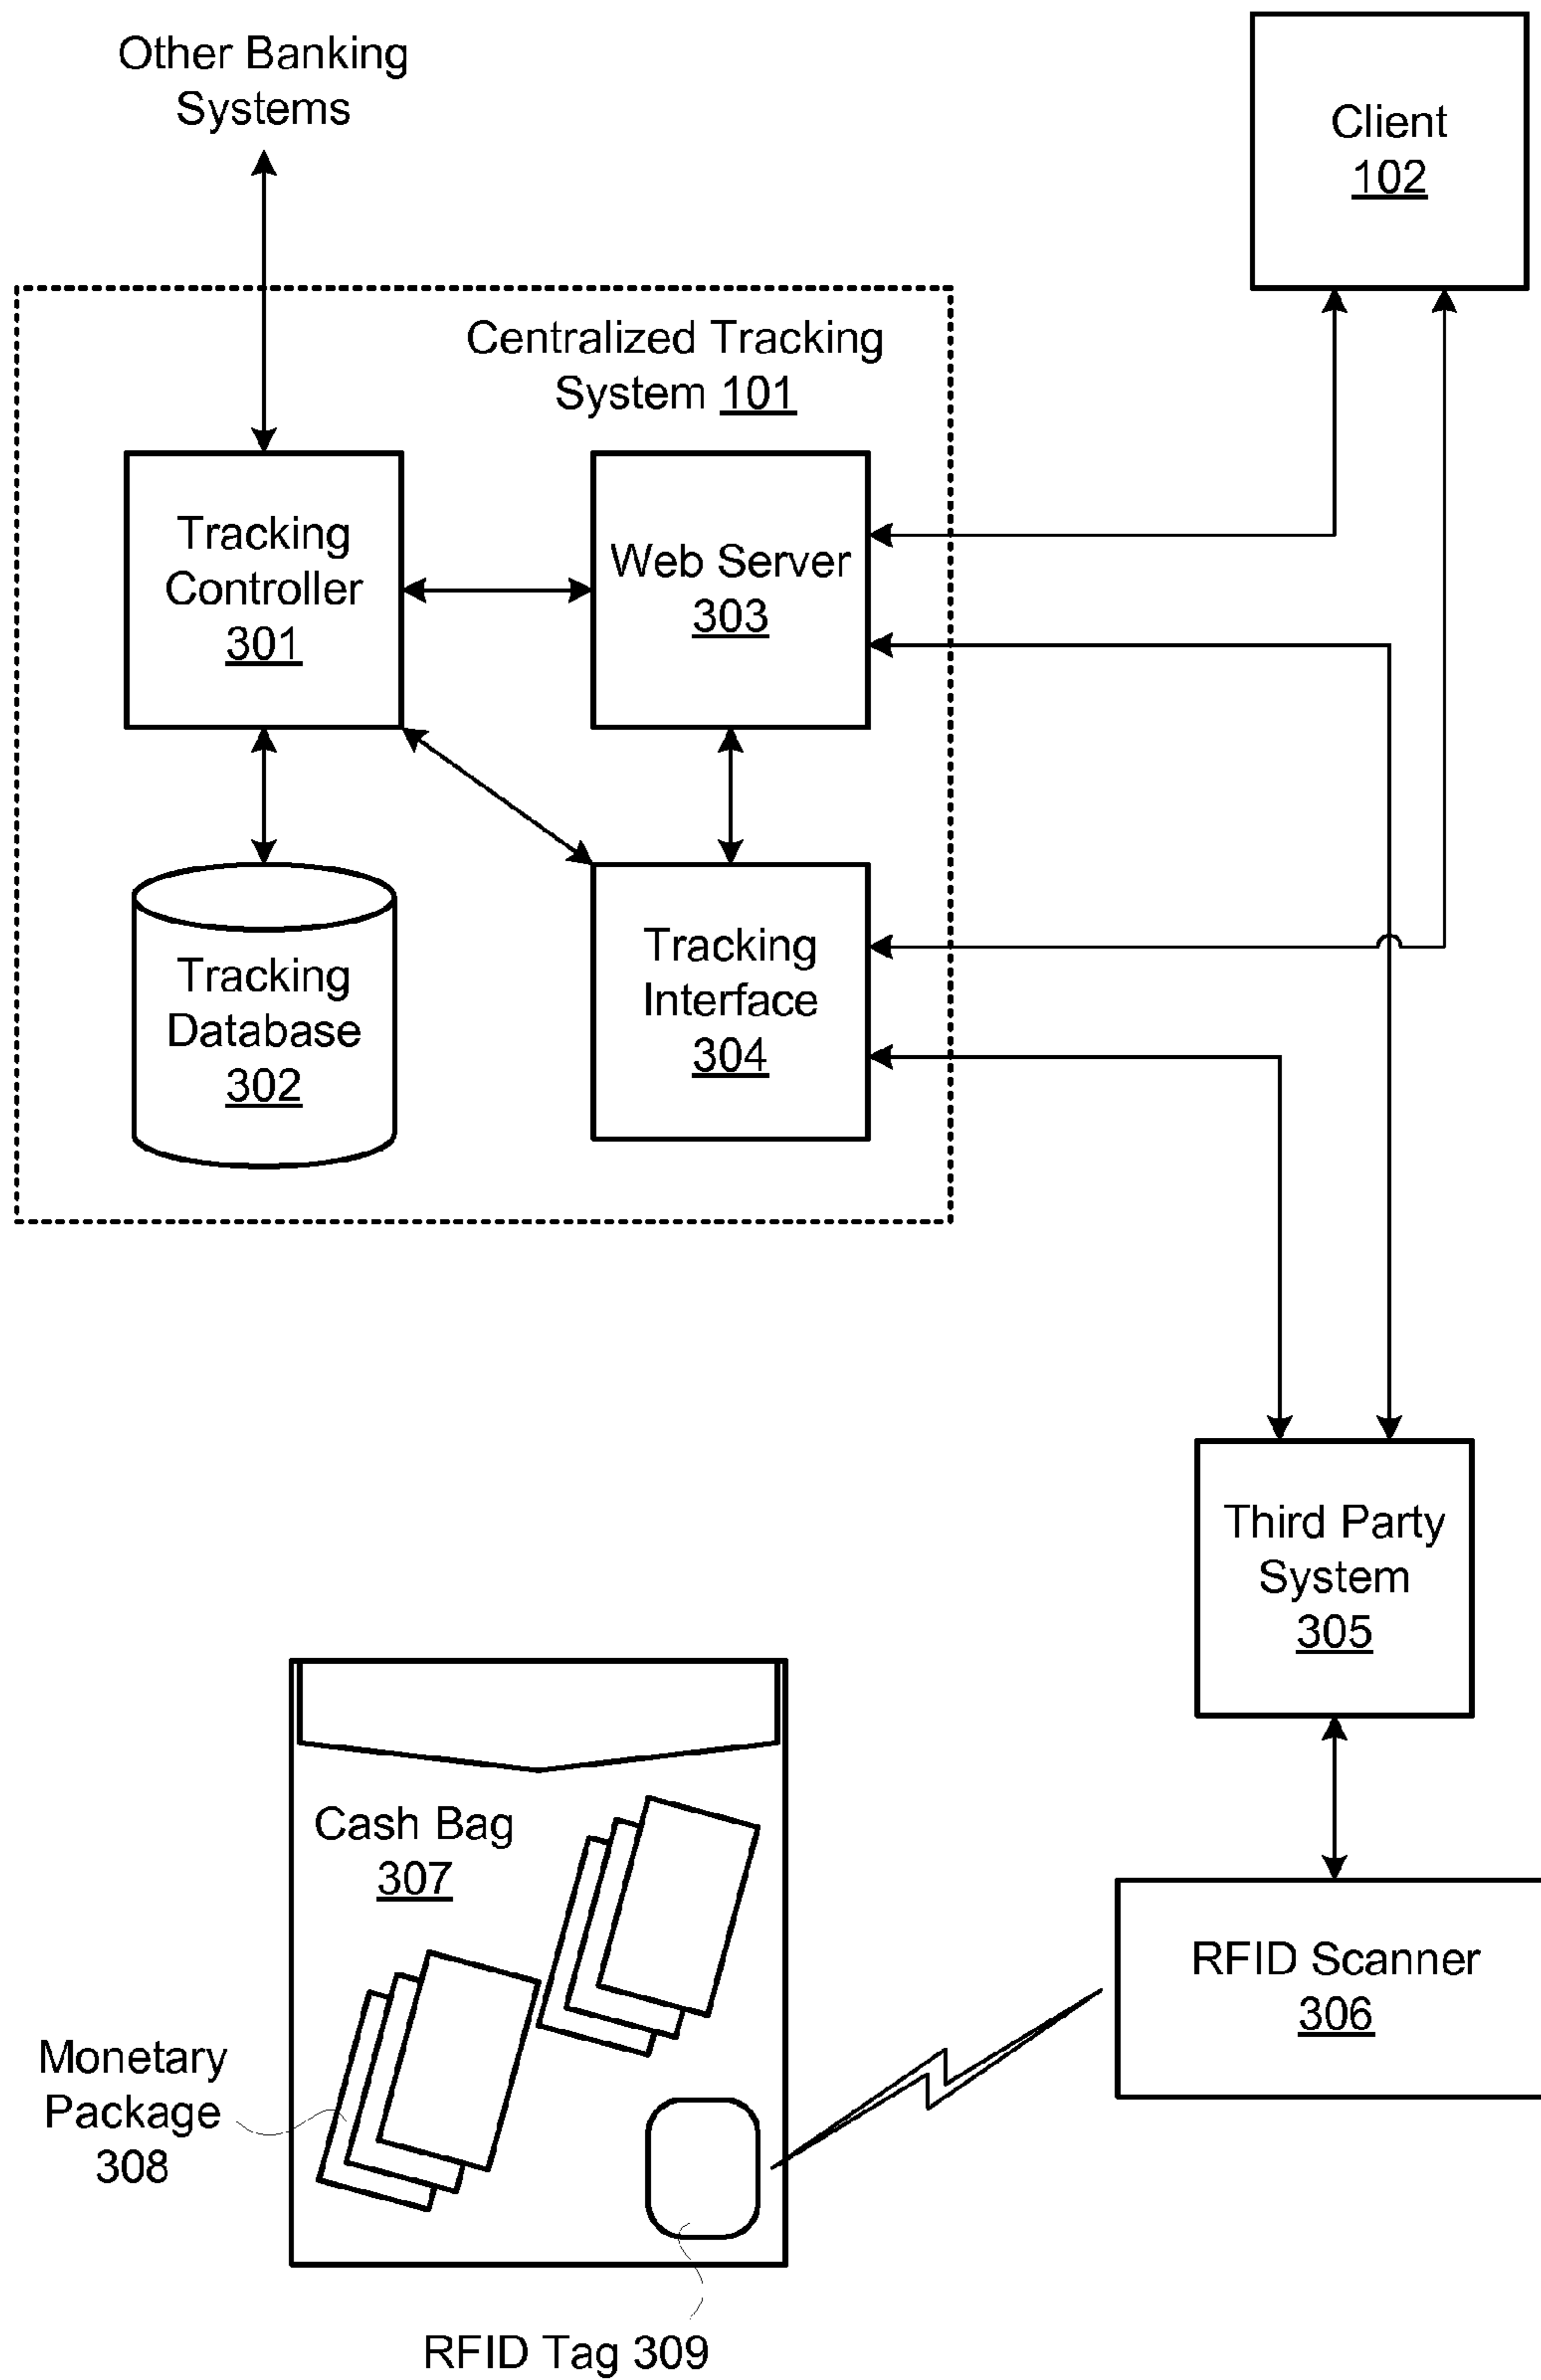 Other Banking
Systems
Client
102
Centralized Tracking
System 101
Tracking
Controller
301
Web Server
303
Tracking
Database
302
Tracking
Interface
304
Third Party
System
305
Cash Bag
307
RFID Scanner
306
Monetary
Package
308
RFID Tag 309